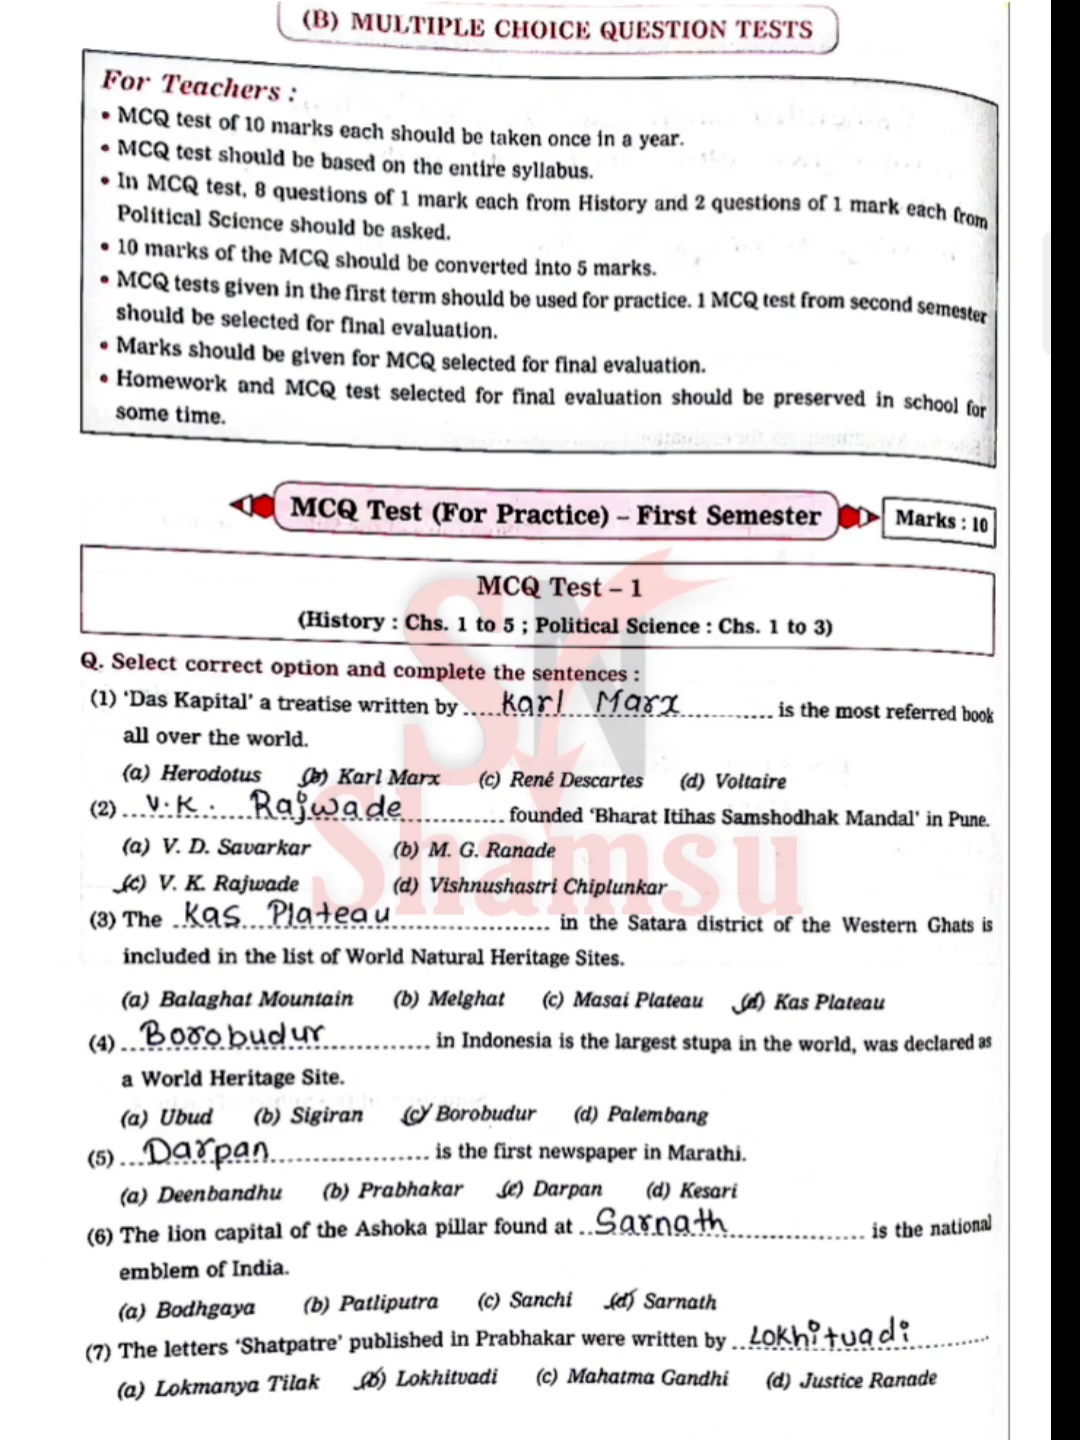 (B) MULTIPLE CHOICE QUESTION TESTS
For Teachers :
• MCQ test of 10 marks each should be taken once in a year.
• MCQ test should be based on the entire syllabus.
• In MCQ test, 8 questions of 1 mark each from History and 2 questions of 1 mark each from
Political Science should be asked.
• 10 marks of the MCQ should be converted into 5 marks.
• MCQ tests given in the first term should be used for practice. 1 MCQ test from second semester
should be selected for final evaluation.
• Marks should be given for MCQ selected for final evaluation.
• Homework and MCQ test selected for final evaluation should be preserved in school for
some time.
MCQ Test (For Practice) – First Semester Marks : 10
MCQ Test – 1
(History : Chs. 1 to 5 ; Political Science : Chs. 1 to 3)
Q. Select correct option and complete the sentences :
(1) 'Das Kapital' a treatise written by ..... Karl Marx ............. is the most referred book
all over the world.
(a) Herodotus (b) Karl Marx (c) René Descartes (d) Voltaire
(2) ... V.K. Rajwade ............. founded 'Bharat Itihas Samshodhak Mandal' in Pune.
(a) V. D. Savarkar (b) M. G. Ranade
(c) V. K. Rajwade (d) Vishnushastri Chiplunkar
(3) The .. Kas Plateau ............. in the Satara district of the Western Ghats is
included in the list of World Natural Heritage Sites.
(a) Balaghat Mountain (b) Melghat (c) Masai Plateau (d) Kas Plateau
(4) ... Borobudur ............. in Indonesia is the largest stupa in the world, was declared as
a World Heritage Site.
(a) Ubud (b) Sigiran (c) Borobudur (d) Palembang
(5) ... Darpan ............. is the first newspaper in Marathi.
(a) Deenbandhu (b) Prabhakar (c) Darpan (d) Kesari
(6) The lion capital of the Ashoka pillar found at .. Sarnath ............. is the national
emblem of India.
(a) Bodhgaya (b) Patliputra (c) Sanchi (d) Sarnath
(7) The letters 'Shatpatre' published in Prabhakar were written by .. Lokhitvadi ........
(a) Lokmanya Tilak (b) Lokhitvadi (c) Mahatma Gandhi (d) Justice Ranade
SN
Shamsu